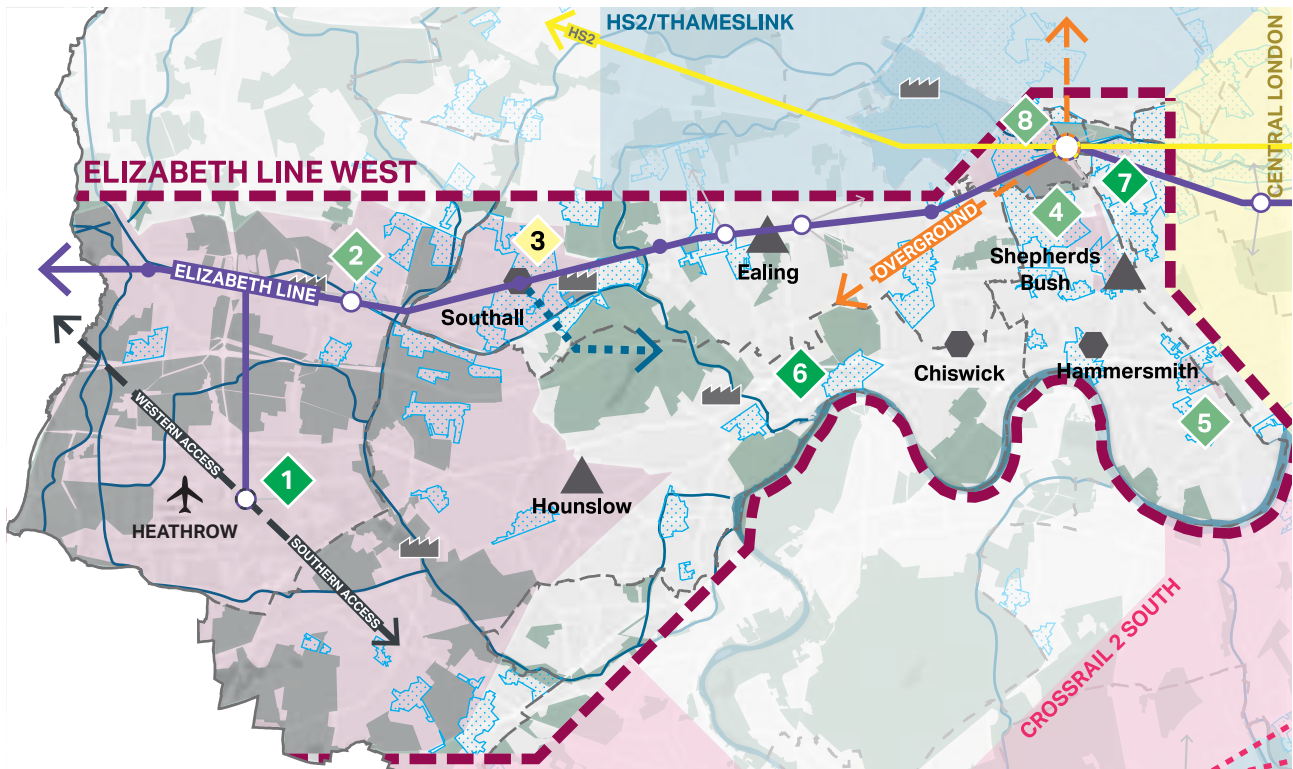 HS2/THAMESLINK
HS2
CENTRAL LONDON
8
ELIZABETH LINE WEST
7
4
3
2
Shepherds
Bush
Ealing
OVERGROUND
ELIZABETH LINE
Southall
6
Chiswick
Hammersmith
5
WESTERN ACCESS
1
HEATHROW
Hounslow
SOUTHERN ACCESS
CROSSRAIL 2 SOUTH